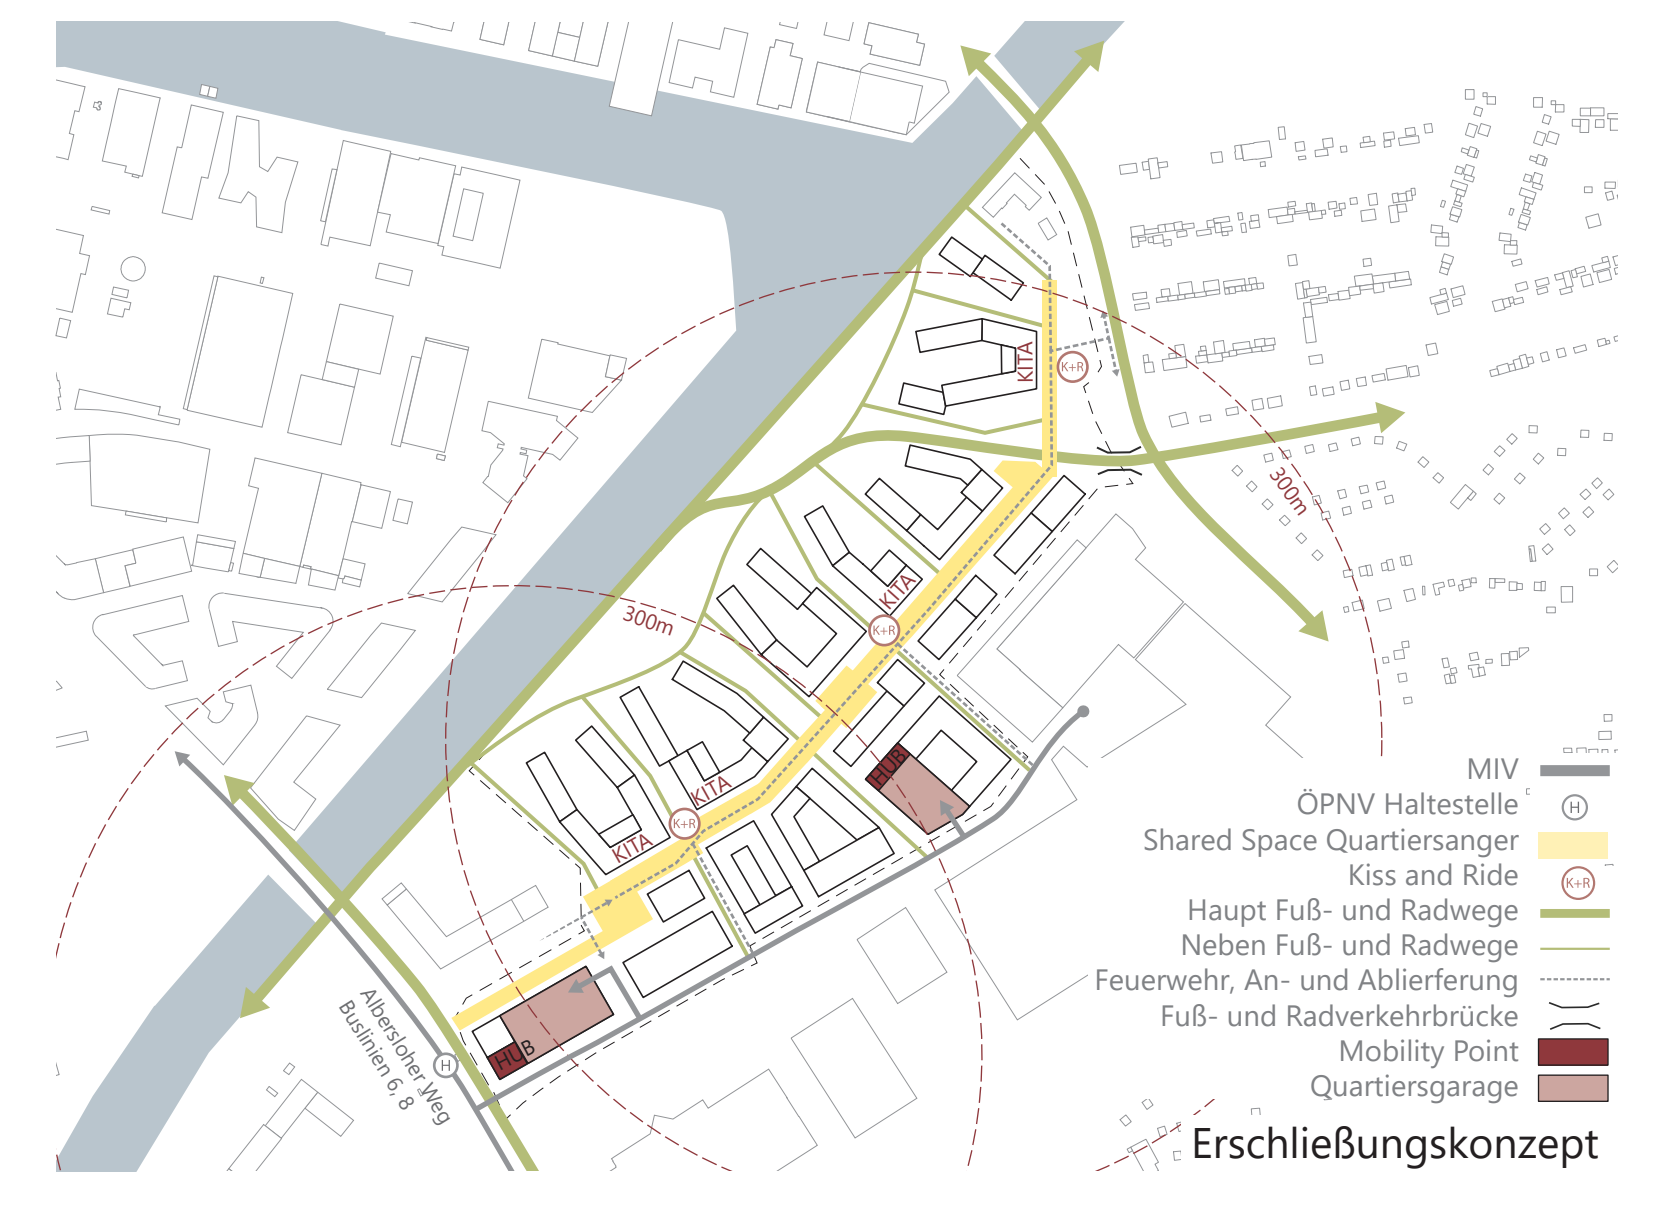 KITA
K+R
300m
KITA
K+R
300m
HUB
KITA
K+R
KITA
HUB
H
Albersloher Weg
Buslinien 6, 8
MIV
ÖPNV Haltestelle
H
Shared Space Quartiersanger
Kiss and Ride
K+R
Haupt Fuß- und Radwege
Neben Fuß- und Radwege
Feuerwehr, An- und Ablierferung
Fuß- und Radverkehrbrücke
Mobility Point
Quartiersgarage
Erschließungskonzept